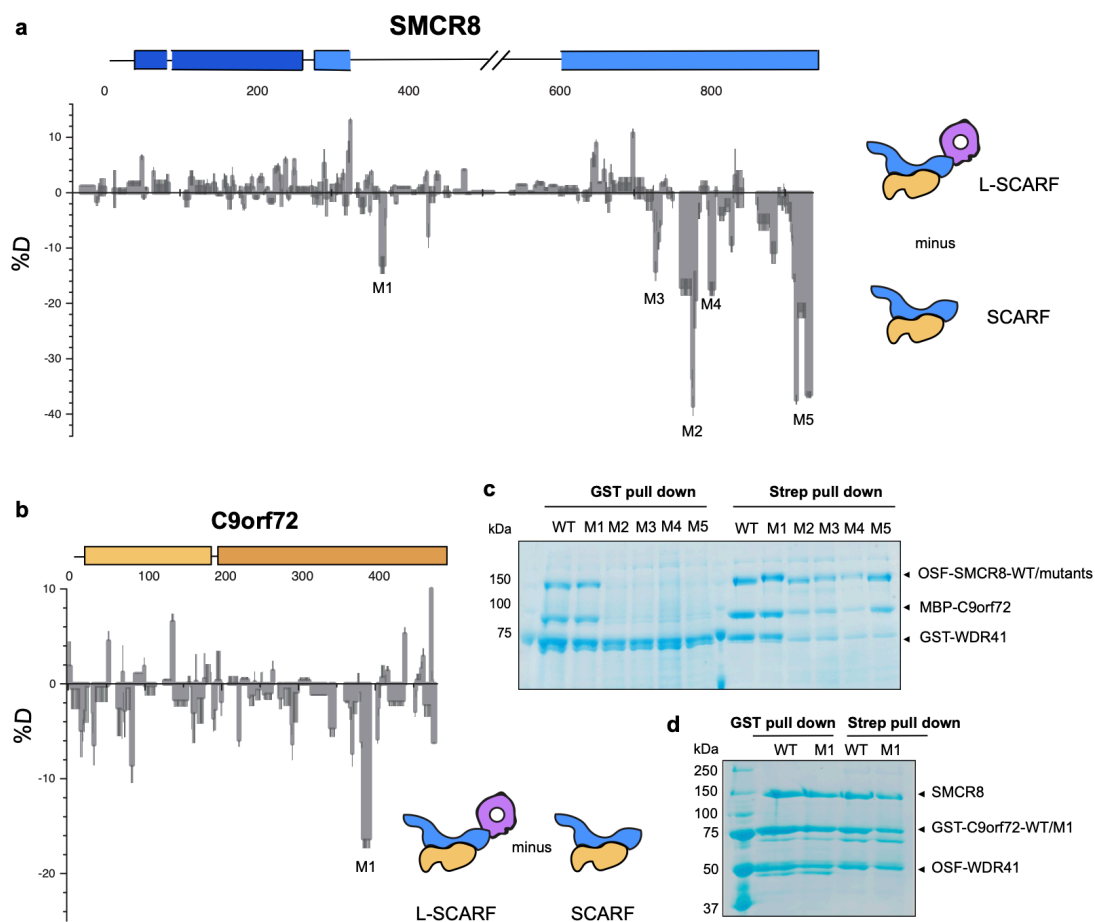 a
SMCR8
0 200 400 600 800
%D
10
0
-10
-20
-30
-40
M1
M3
M4
M2
M5
L-SCARF
minus
SCARF
b
C9orf72
0 100 200 300 400
%D
10
0
-10
-20
M1
minus
L-SCARF SCARF
c
GST pull down Strep pull down
kDa
WT M1 M2 M3 M4 M5 WT M1 M2 M3 M4 M5
150
100
75
OSF-SMCR8-WT/mutants
MBP-C9orf72
GST-WDR41
d
GST pull down Strep pull down
kDa
WT M1 WT M1
250
150
100
75
50
37
SMCR8
GST-C9orf72-WT/M1
OSF-WDR41